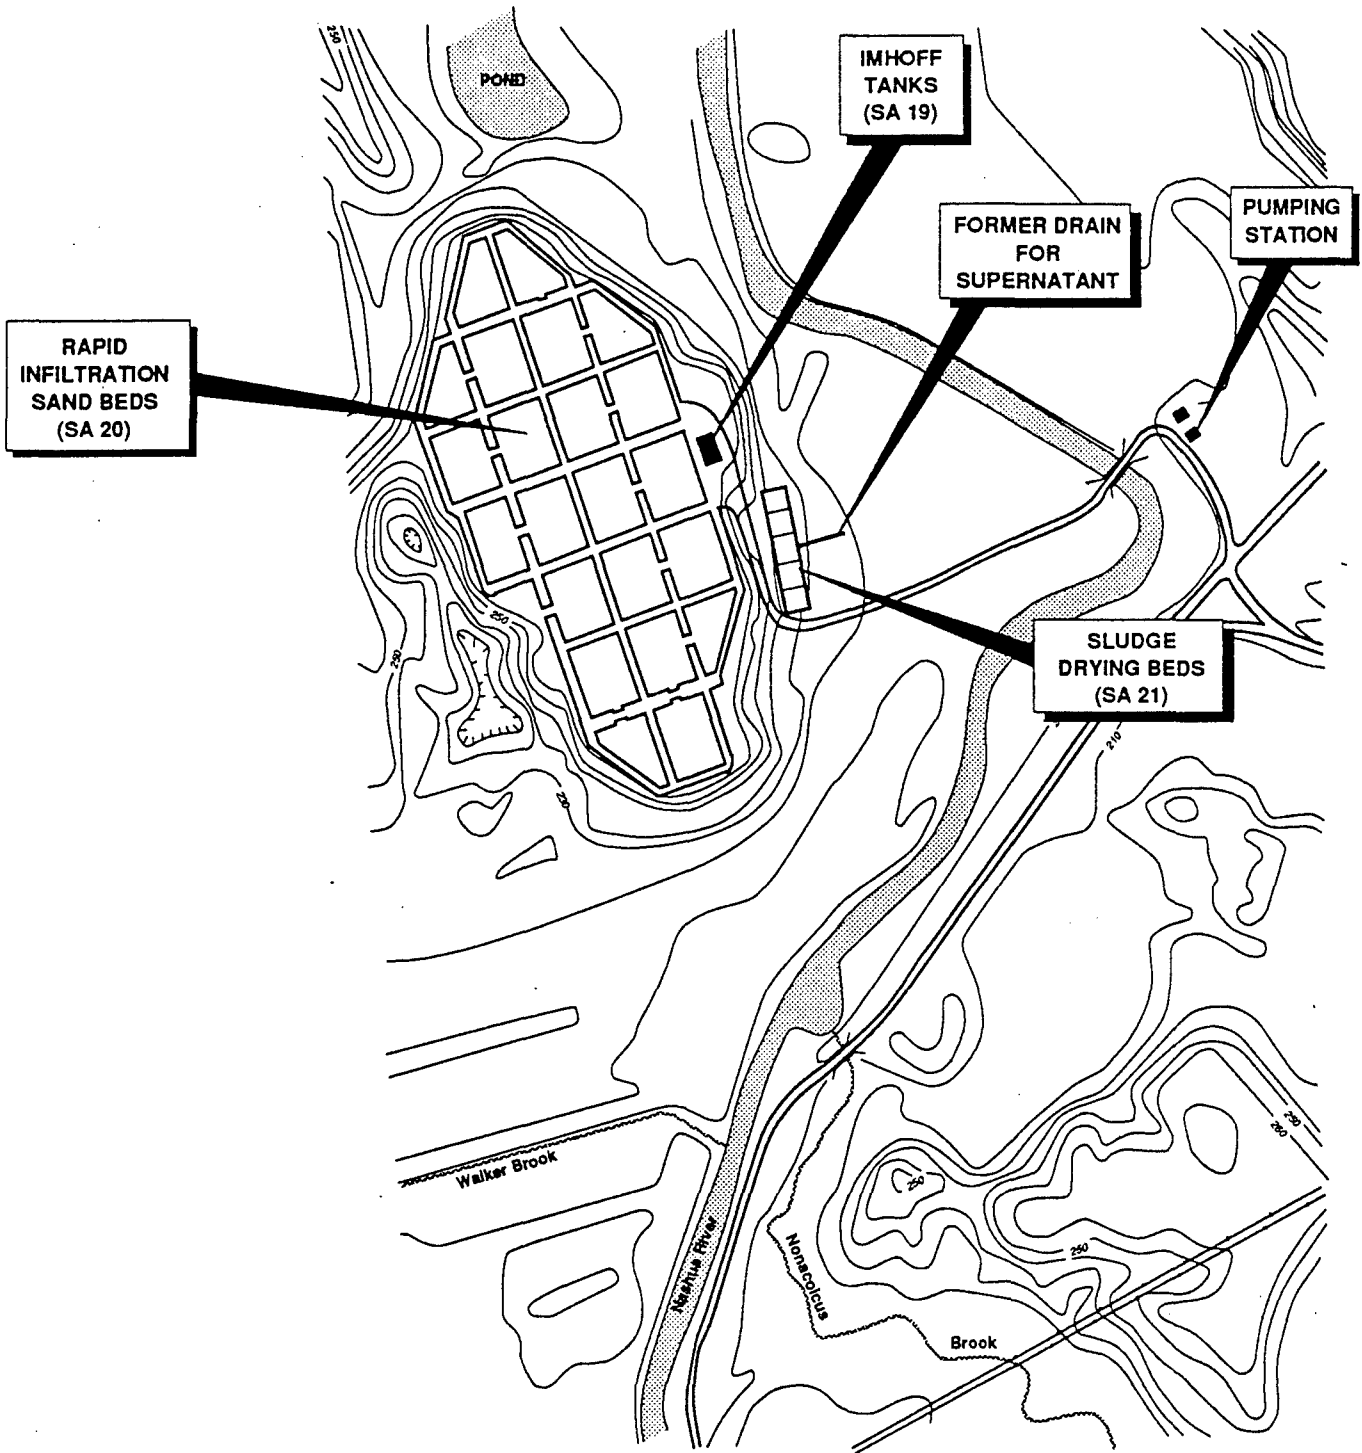 250
POND
IMHOFF
TANKS
(SA 19)
PUMPING
STATION
FORMER DRAIN
FOR
SUPERNATANT
RAPID
INFILTRATION
SAND BEDS
(SA 20)
250
250
SLUDGE
DRYING BEDS
(SA 21)
210
230
250
260
Walker Brook
250
Nashua River
Nonacoicus
250
Brook